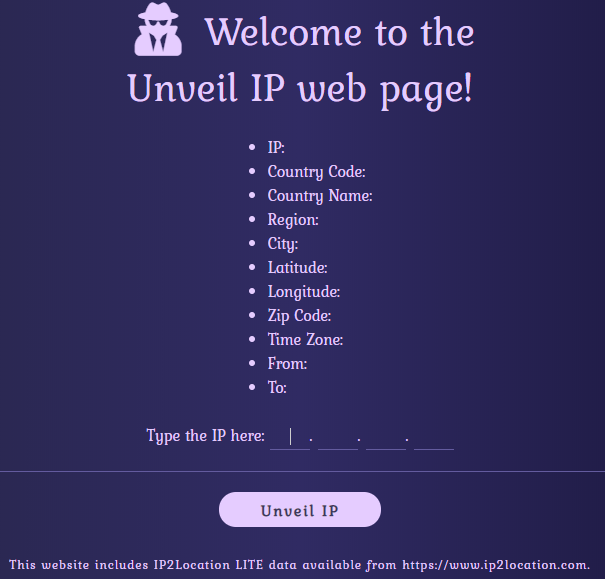 Welcome to the
Unveil IP web page!
IP:
Country Code:
Country Name:
Region:
City:
Latitude:
Longitude:
Zip Code:
Time Zone:
From:
To:
Type the IP here: . . .
Unveil IP
This website includes IP2Location LITE data available from https://www.ip2location.com.